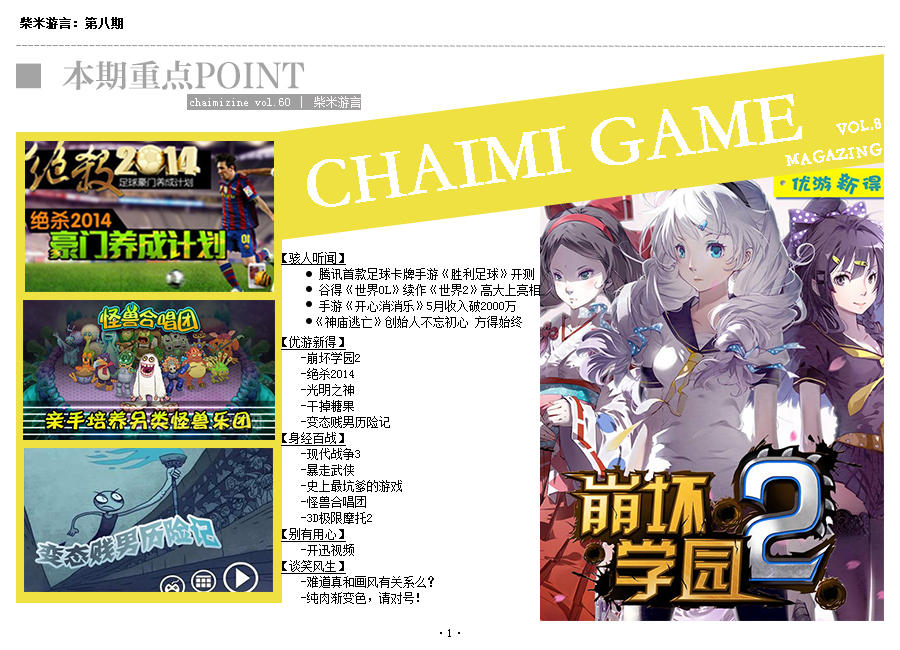 柴米游言：第八期
本期重点POINT
chaimizine vol.60 | 柴米游言
CHAIMI GAME
VOL.8
MAGAZING
优游新得
绝杀2014
足球豪门养成计划
绝杀2014
豪门养成计划
怪兽合唱团
亲手培养分类怪兽乐团
变态贱男历险记
【骇人听闻】
● 腾讯首款足球卡牌手游《胜利足球》开测
● 谷得《世界OL》续作《世界2》高大上亮相
● 手游《开心消消乐》5月收入破2000万
●《神庙逃亡》创始人不忘初心 方得始终
【优游新得】
-崩坏学园2
-绝杀2014
-光明之神
-干掉糖果
-变态贱男历险记
【身经百战】
-现代战争3
-暴走武侠
-史上最坑爹的游戏
-怪兽合唱团
-3D极限摩托2
【别有用心】
-开迅视频
【谈笑风生】
-难道真和画风有关系么？
-纯肉渐变色，请对号！
崩坏
学园2
·1·